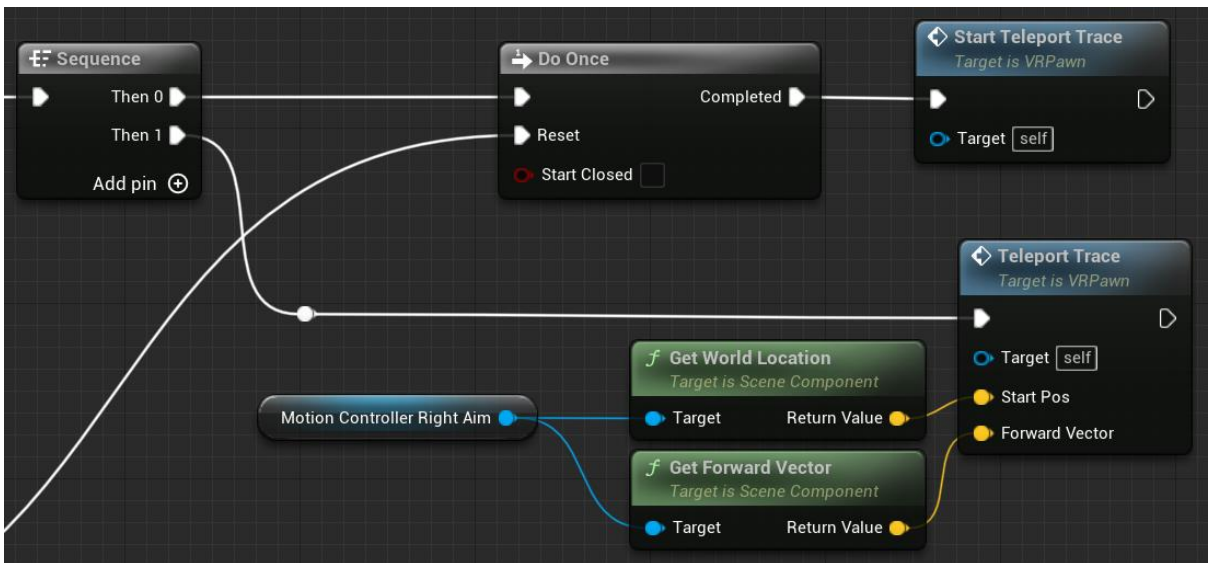 Sequence
Then 0
Then 1
Add pin
Do Once
Completed
Reset
Start Closed
Start Teleport Trace
Target is VRPawn
Target self
Teleport Trace
Target is VRPawn
Target self
Start Pos
Forward Vector
Motion Controller Right Aim
f Get World Location
Target is Scene Component
Target Return Value
f Get Forward Vector
Target is Scene Component
Target Return Value